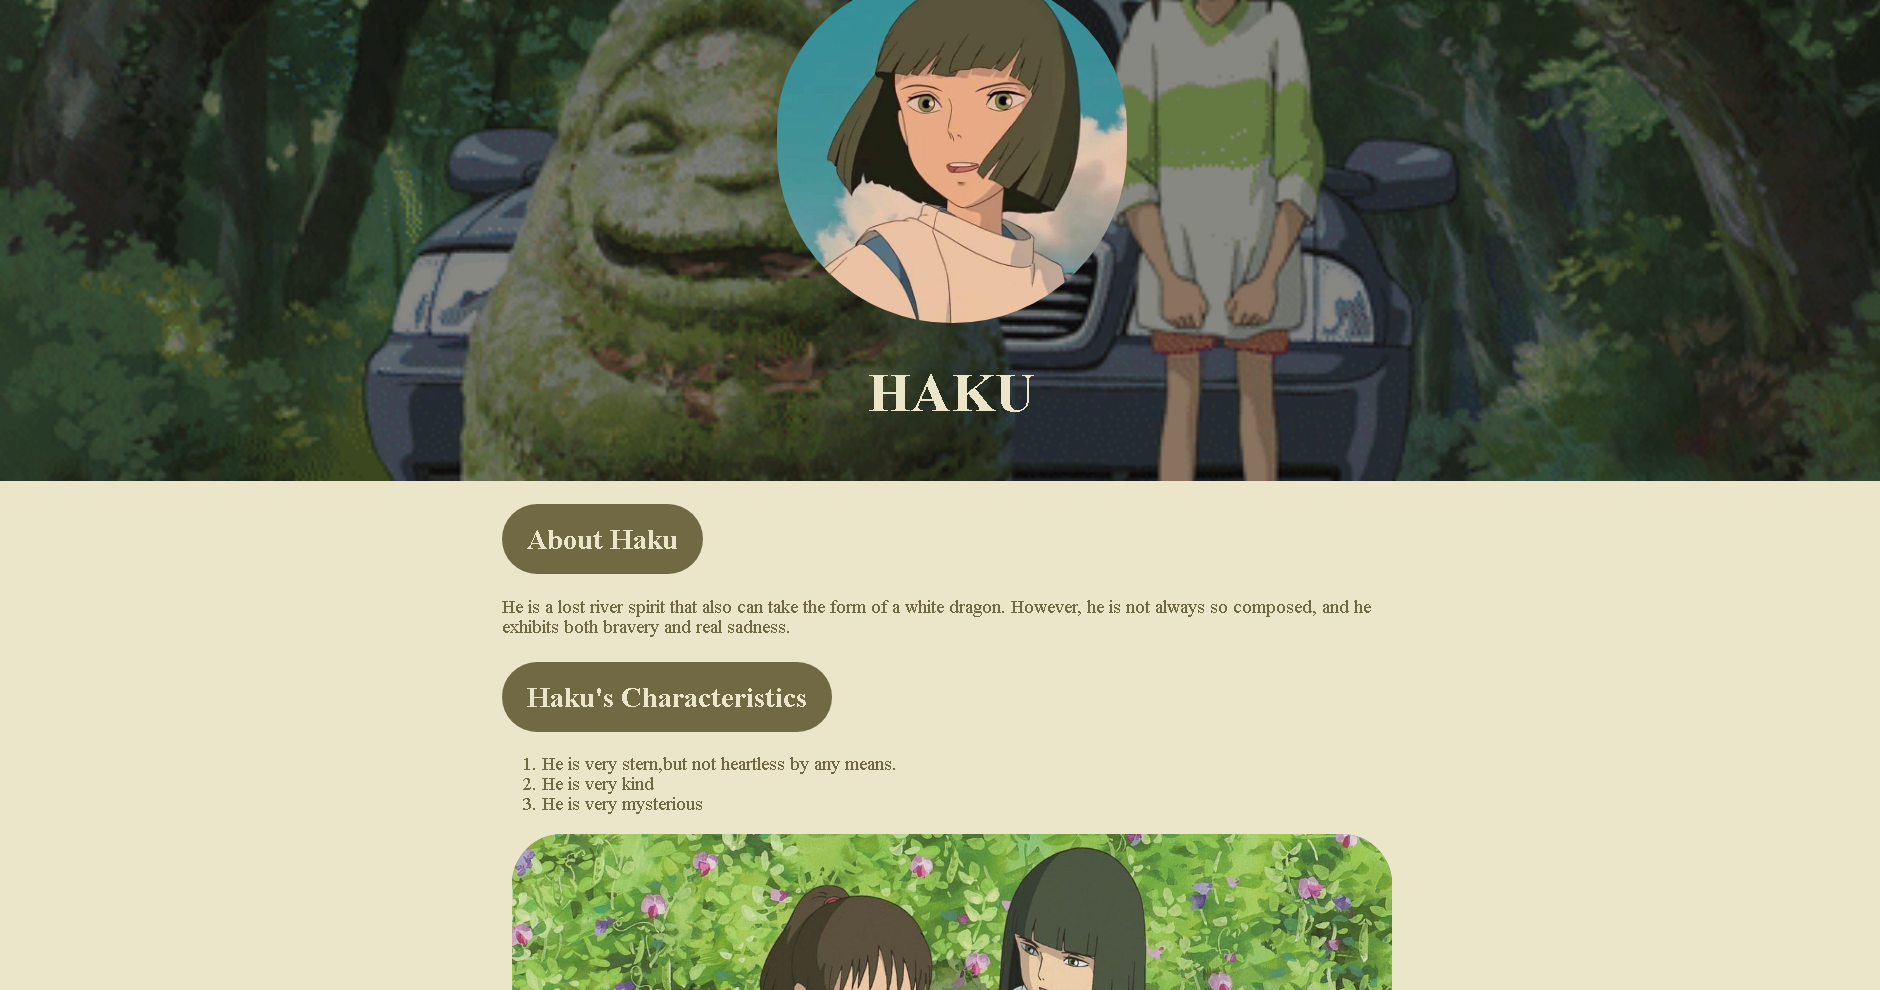 HAKU
About Haku
He is a lost river spirit that also can take the form of a white dragon. However, he is not always so composed, and he
exhibits both bravery and real sadness.
Haku's Characteristics
1. He is very stern,but not heartless by any means.
2. He is very kind
3. He is very mysterious